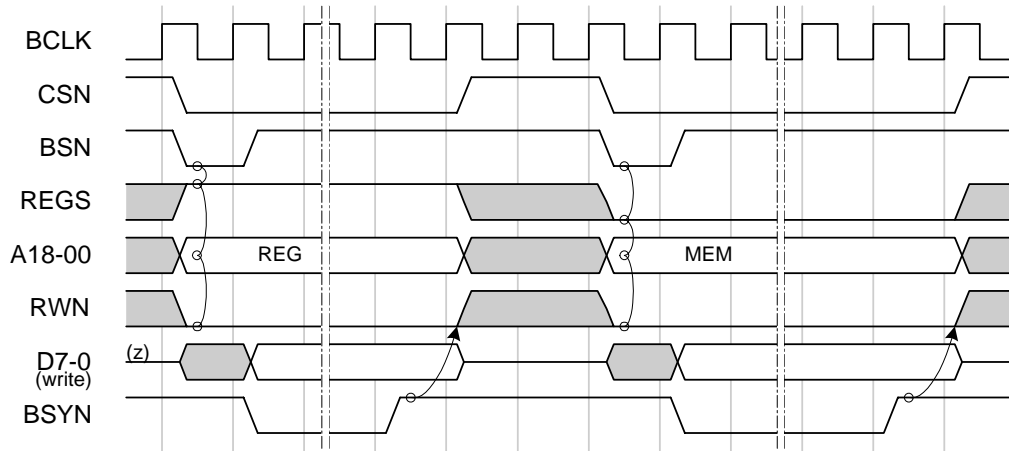 BCLK
CSN
BSN
REGS
A18-00 REG MEM
RWN
D7-0 (z)
(write)
BSYN